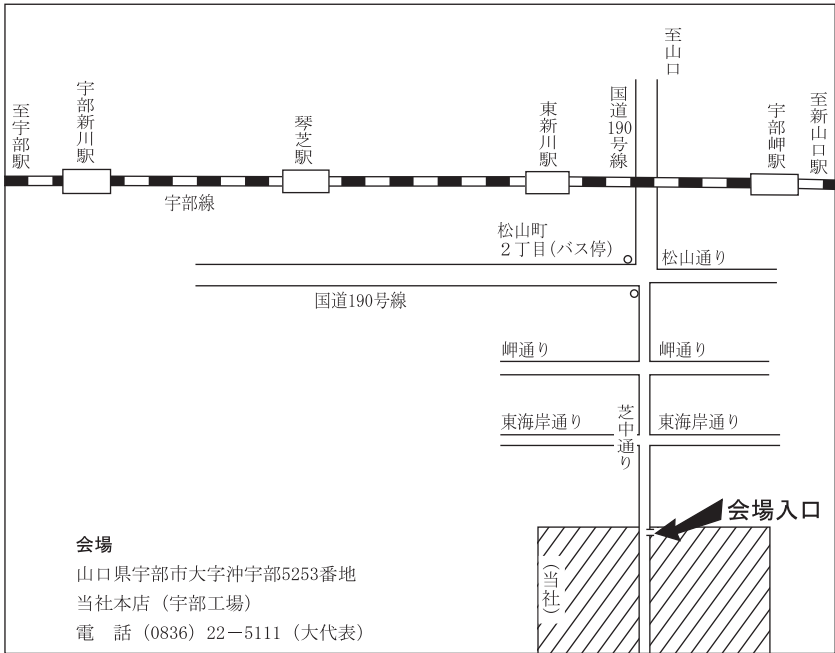 至山口
至宇部駅
宇部新川駅
琴芝駅
東新川駅
国道190号線
宇部岬駅
至新山口駅
宇部線
松山町
2丁目(バス停)
松山通り
国道190号線
岬通り
岬通り
東海岸通り
芝中通り
東海岸通り
会場入口
(当社)
会場
山口県宇部市大字沖宇部5253番地
当社本店（宇部工場）
電　話（0836）22－5111（大代表）